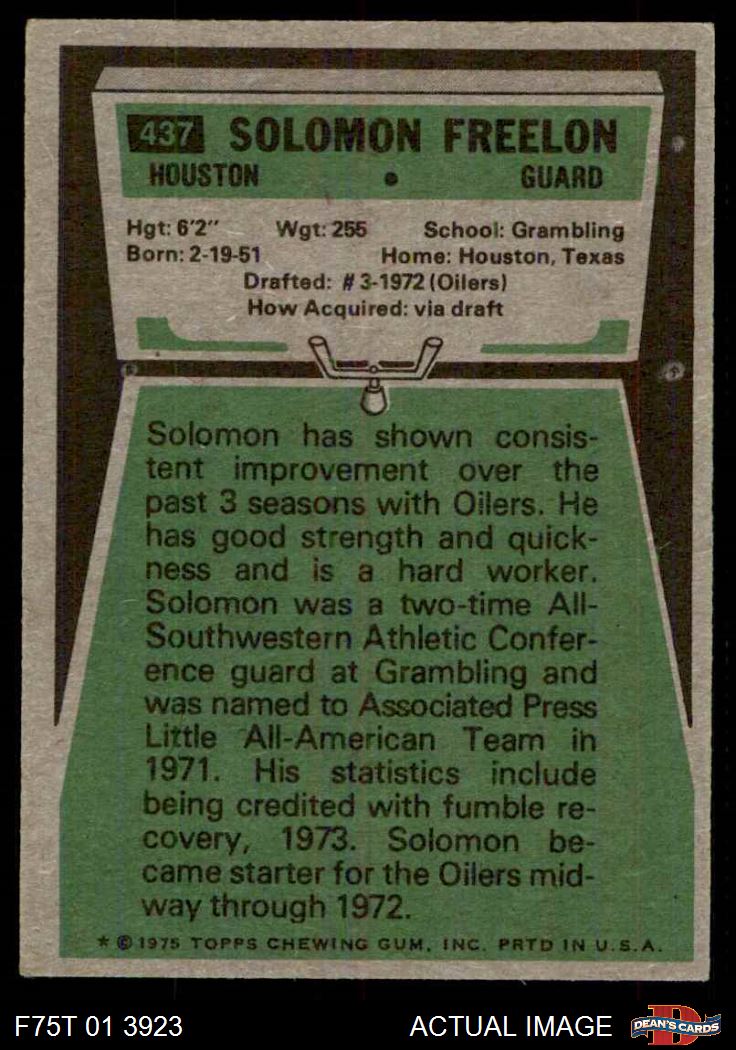 437 SOLOMON FREELON
HOUSTON • GUARD
Hgt: 6'2" Wgt: 255 School: Grambling
Born: 2-19-51 Home: Houston, Texas
Drafted: # 3-1972 (Oilers)
How Acquired: via draft
Solomon has shown consis-
tent improvement over the
past 3 seasons with Oilers. He
has good strength and quick-
ness and is a hard worker.
Solomon was a two-time All-
Southwestern Athletic Confer-
ence guard at Grambling and
was named to Associated Press
Little All-American Team in
1971. His statistics include
being credited with fumble re-
covery, 1973. Solomon be-
came starter for the Oilers mid-
way through 1972.
* © 1975 TOPPS CHEWING GUM, INC. PRTD IN U.S.A.
F75T 01 3923 ACTUAL IMAGE D DEAN'S CARDS